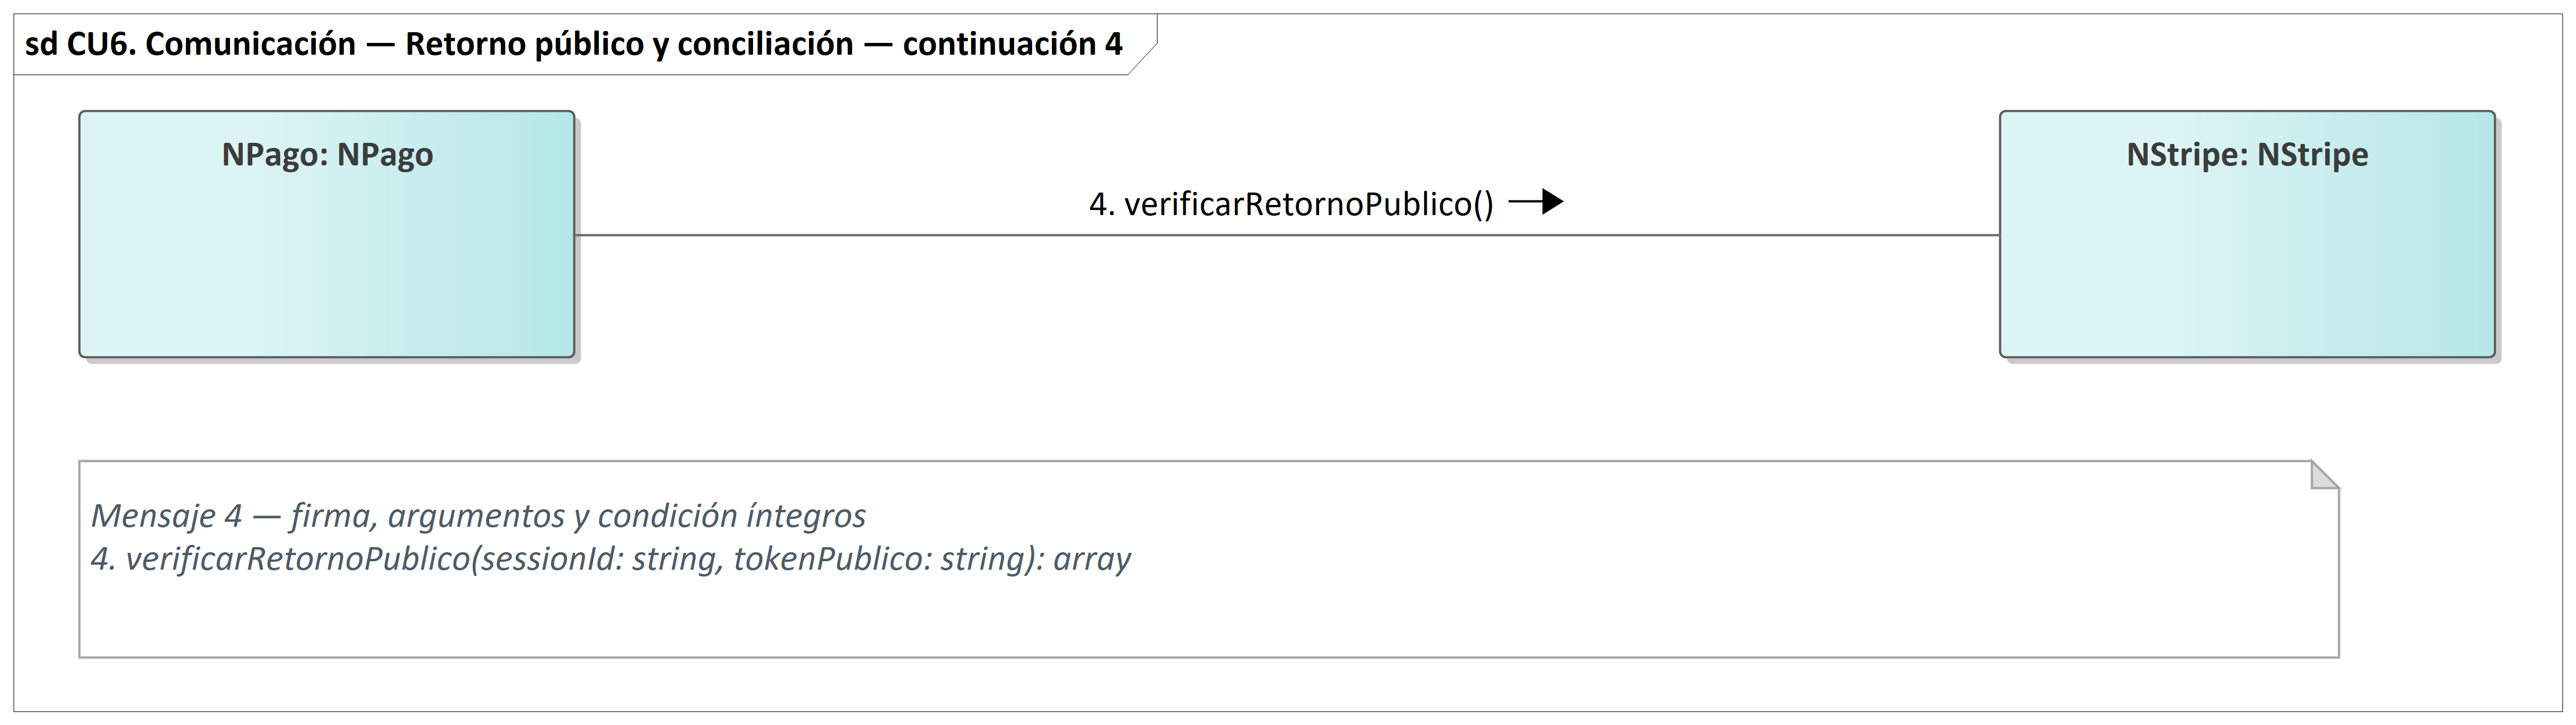 sd CU6. Comunicación — Retorno público y conciliación — continuación 4
NPago: NPago
NStripe: NStripe
4. verificarRetornoPublico()
Mensaje 4 — firma, argumentos y condición íntegros
4. verificarRetornoPublico(sessionId: string, tokenPublico: string): array